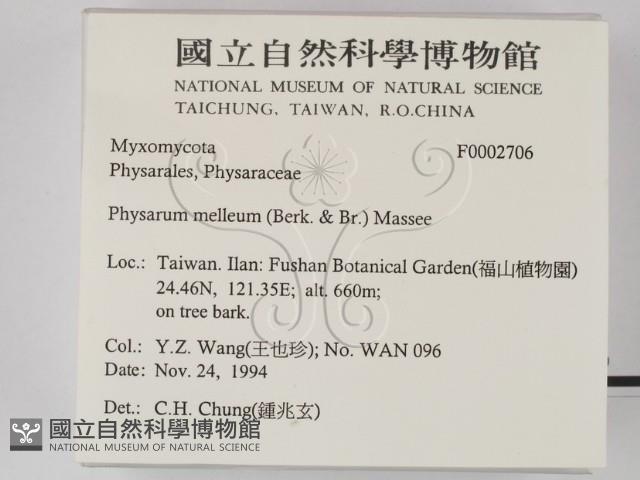 國立自然科學博物館
NATIONAL MUSEUM OF NATURAL SCIENCE
TAICHUNG, TAIWAN, R.O.CHINA
Myxomycota F0002706
Physarales, Physaraceae
Physarum melleum (Berk. & Br.) Massee
Loc.: Taiwan. Ilan: Fushan Botanical Garden(福山植物園)
24.46N, 121.35E; alt. 660m;
on tree bark.
Col.: Y.Z. Wang(王也珍); No. WAN 096
Date: Nov. 24, 1994
Det.: C.H. Chung(鍾兆玄)
國立自然科學博物館
NATIONAL MUSEUM OF NATURAL SCIENCE